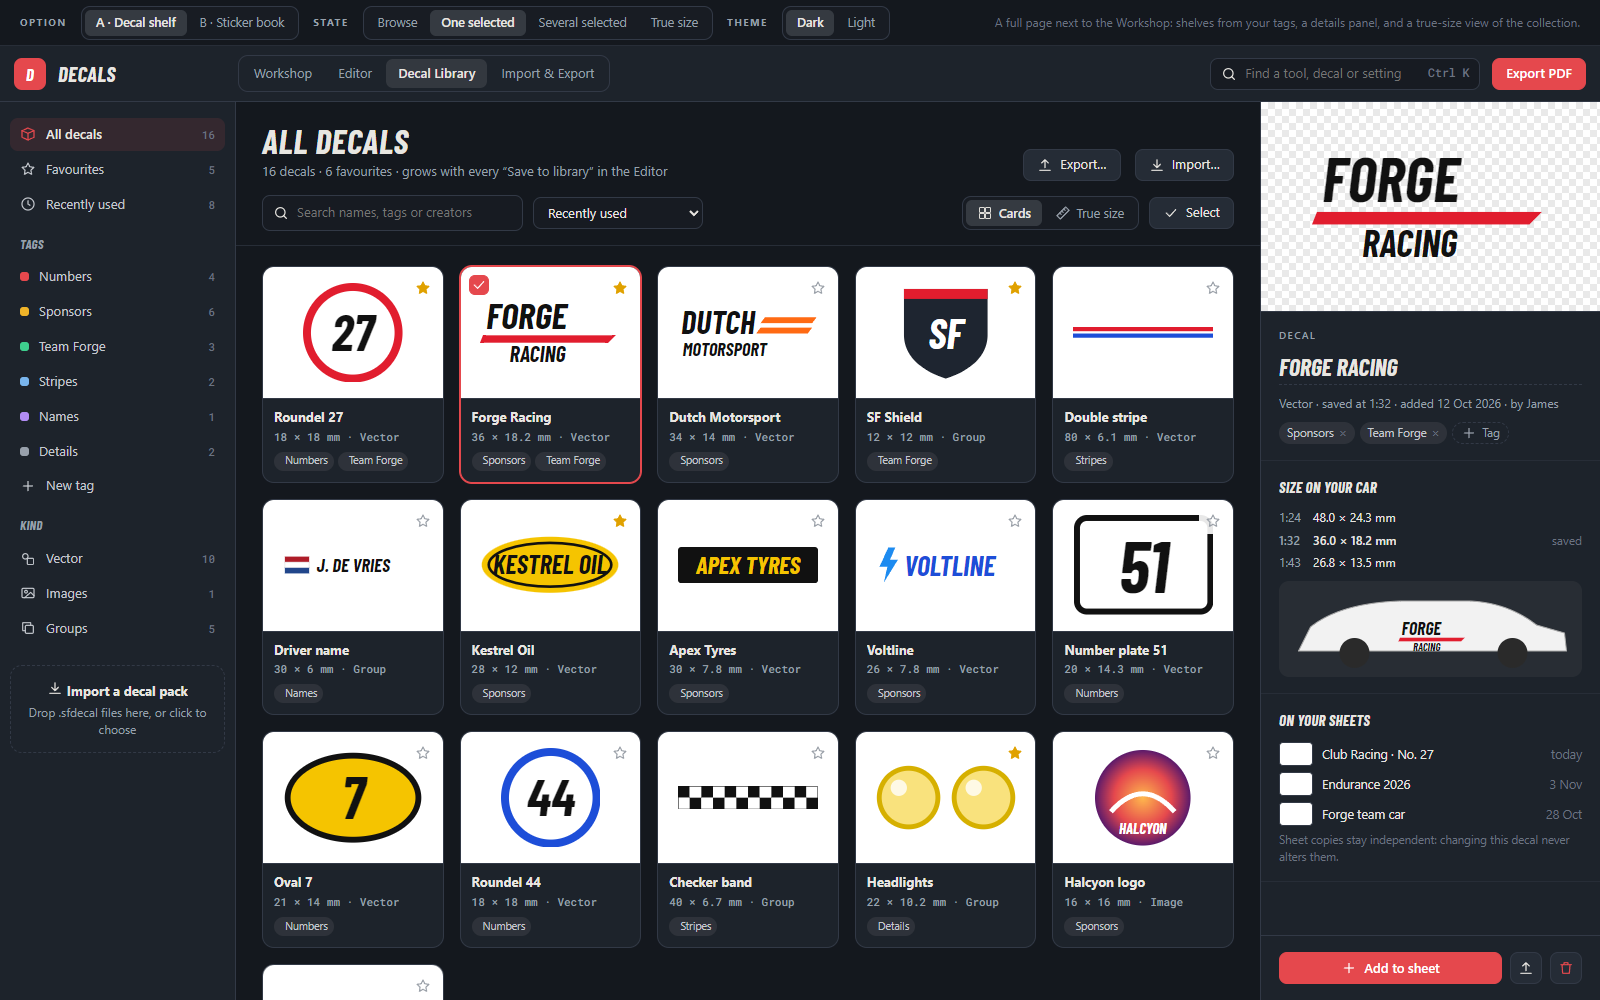 OPTION A · Decal shelf B · Sticker book STATE Browse One selected Several selected True size THEME Dark Light A full page next to the Workshop: shelves from your tags, a details panel, and a true-size view of the collection.
D DECALS Workshop Editor Decal Library Import & Export Find a tool, decal or setting Ctrl K Export PDF
All decals 16
Favourites 5
Recently used 8
TAGS
Numbers 4
Sponsors 6
Team Forge 3
Stripes 2
Names 1
Details 2
New tag
KIND
Vector 10
Images 1
Groups 5
Import a decal pack
Drop .sfdecal files here, or click to
choose
ALL DECALS
16 decals · 6 favourites · grows with every “Save to library” in the Editor
Export... Import...
Search names, tags or creators Recently used Cards True size Select
27
Roundel 27
18 × 18 mm · Vector
Numbers Team Forge
FORGE
RACING
Forge Racing
36 × 18.2 mm · Vector
Sponsors Team Forge
DUTCH
MOTORSPORT
Dutch Motorsport
34 × 14 mm · Vector
Sponsors
SF
SF Shield
12 × 12 mm · Group
Team Forge
Double stripe
80 × 6.1 mm · Vector
Stripes
J. DE VRIES
Driver name
30 × 6 mm · Group
Names
KESTREL OIL
Kestrel Oil
28 × 12 mm · Vector
Sponsors
APEX TYRES
Apex Tyres
30 × 7.8 mm · Vector
Sponsors
VOLTLINE
Voltline
26 × 7.8 mm · Vector
Sponsors
51
Number plate 51
20 × 14.3 mm · Vector
Numbers
7
Oval 7
21 × 14 mm · Vector
Numbers
44
Roundel 44
18 × 18 mm · Vector
Numbers
Checker band
40 × 6.7 mm · Group
Stripes
Headlights
22 × 10.2 mm · Group
Details
HALCYON
Halcyon logo
16 × 16 mm · Image
Sponsors
FORGE
RACING
DECAL
FORGE RACING
Vector · saved at 1:32 · added 12 Oct 2026 · by James
Sponsors × Team Forge × + Tag
SIZE ON YOUR CAR
1:24 48.0 × 24.3 mm
1:32 36.0 × 18.2 mm saved
1:43 26.8 × 13.5 mm
FORGE
RACING
ON YOUR SHEETS
Club Racing · No. 27 today
Endurance 2026 3 Nov
Forge team car 28 Oct
Sheet copies stay independent: changing this decal never
alters them.
+ Add to sheet